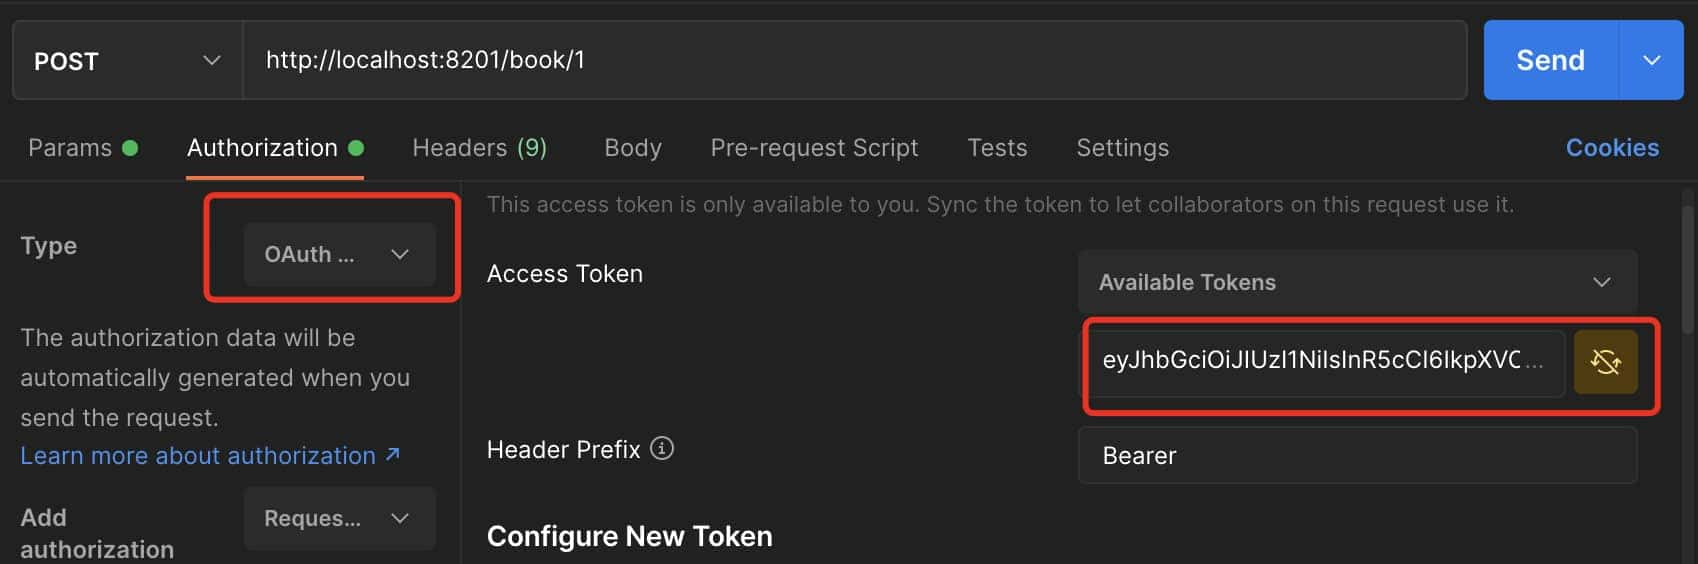 POST
http://localhost:8201/book/1
Send
Params
Authorization
Headers (9)
Body
Pre-request Script
Tests
Settings
Cookies
Type
OAuth ...
The authorization data will be
automatically generated when you
send the request.
Learn more about authorization ↗
Add
authorization
Reques...
This access token is only available to you. Sync the token to let collaborators on this request use it.
Access Token
Available Tokens
eyJhbGciOiJIUzI1NiIsInR5cCI6IkpXVC...
Header Prefix
Bearer
Configure New Token